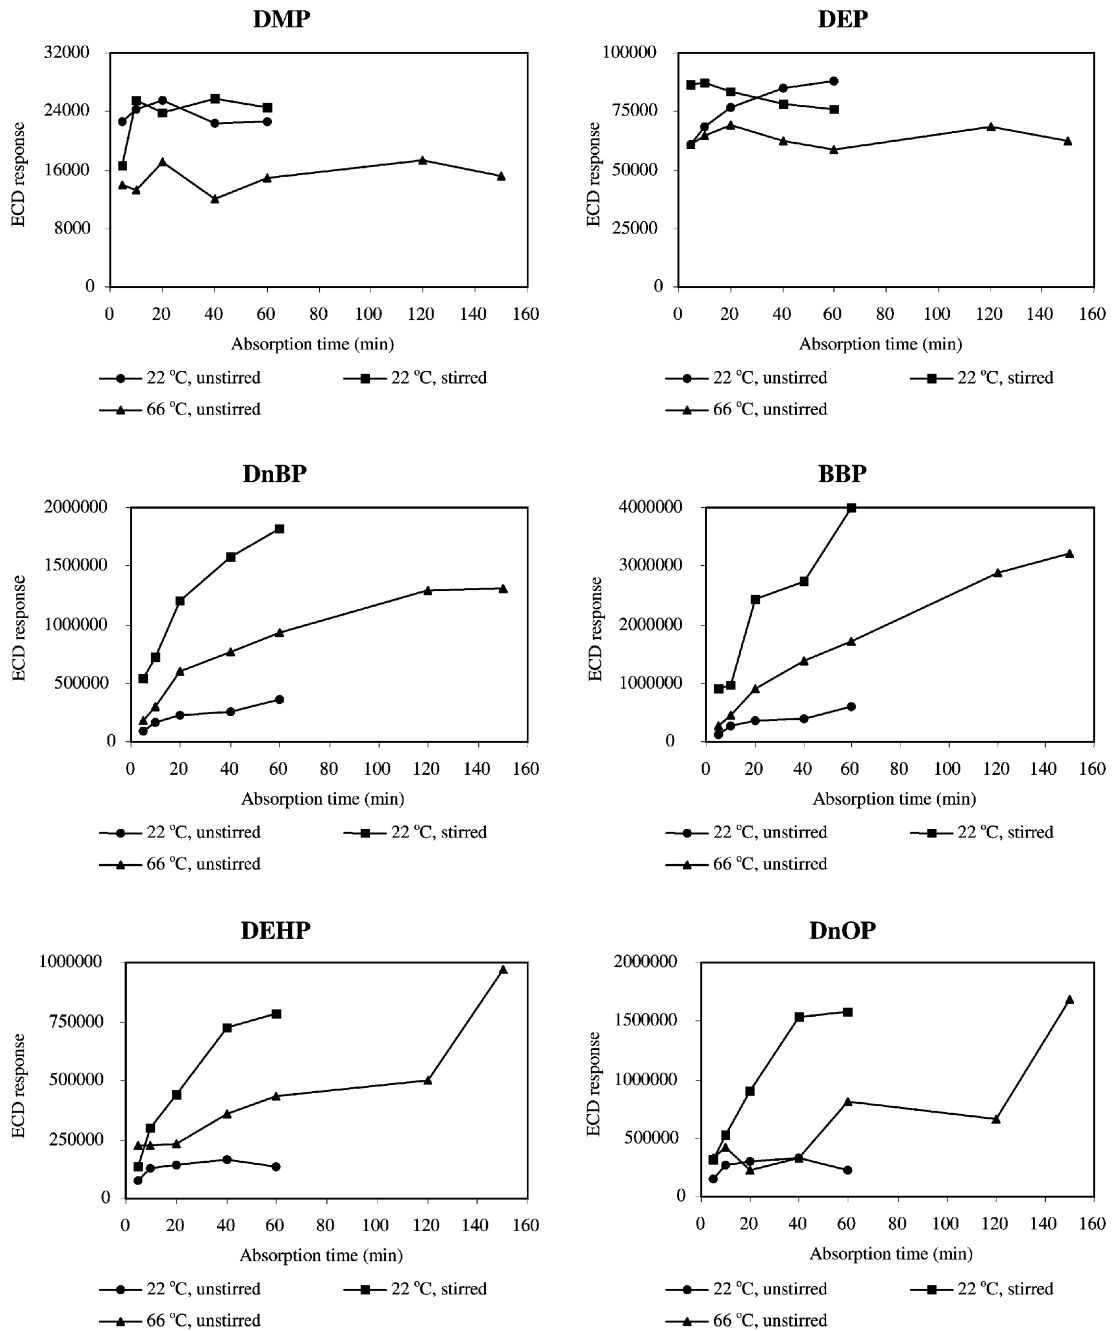 DMP
32000
24000
16000
8000
0
ECD response
0 20 40 60 80 100 120 140 160
Absorption time (min)
22 °C, unstirred 22 °C, stirred
66 °C, unstirred
DEP
100000
75000
50000
25000
0
ECD response
0 20 40 60 80 100 120 140 160
Absorption time (min)
22 °C, unstirred 22 °C, stirred
66 °C, unstirred
DnBP
2000000
1500000
1000000
500000
0
ECD response
0 20 40 60 80 100 120 140 160
Absorption time (min)
22 °C, unstirred 22 °C, stirred
66 °C, unstirred
BBP
4000000
3000000
2000000
1000000
0
ECD response
0 20 40 60 80 100 120 140 160
Absorption time (min)
22 °C, unstirred 22 °C, stirred
66 °C, unstirred
DEHP
1000000
750000
500000
250000
0
ECD response
0 20 40 60 80 100 120 140 160
Absorption time (min)
22 °C, unstirred 22 °C, stirred
66 °C, unstirred
DnOP
2000000
1500000
1000000
500000
0
ECD response
0 20 40 60 80 100 120 140 160
Absorption time (min)
22 °C, unstirred 22 °C, stirred
66 °C, unstirred